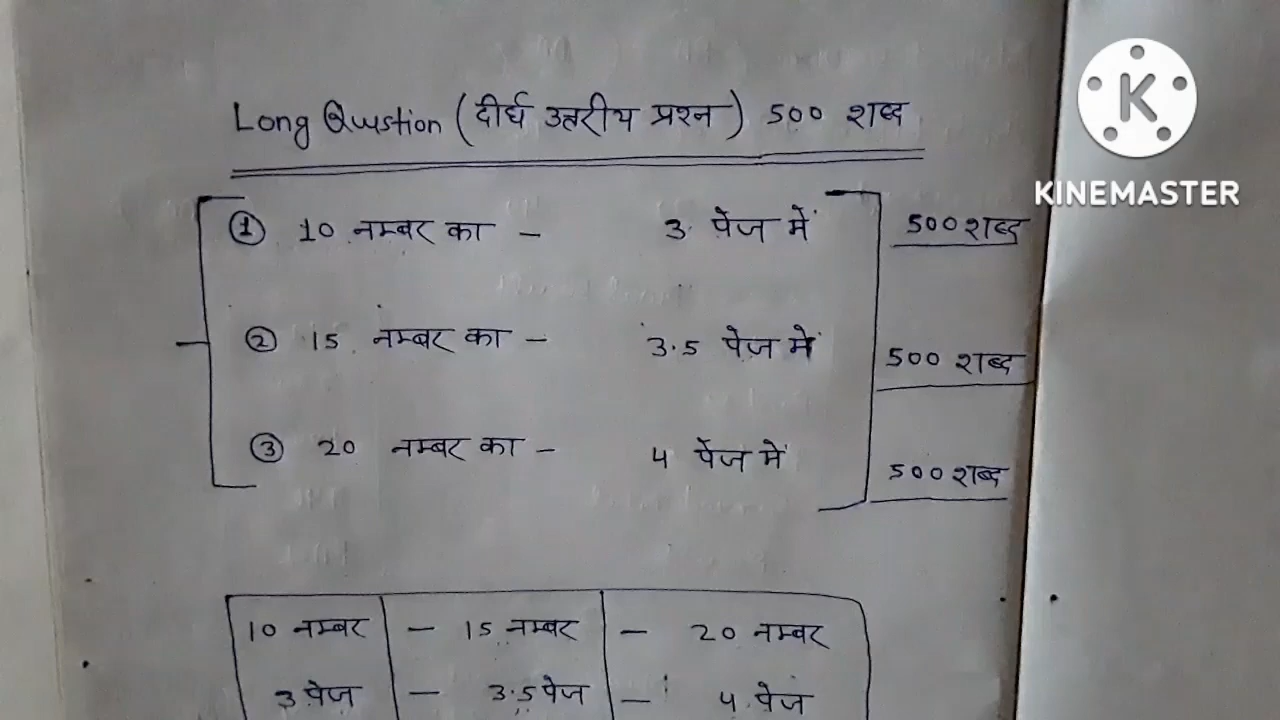 Long Qustion (दीर्घ उत्तरीय प्रश्न) 500 शब्द
K
KINEMASTER
① 10 नम्बर का - 3 पेज में 500 शब्द
② 15 नम्बर का - 3.5 पेज में 500 शब्द
③ 20 नम्बर का - 4 पेज में 500 शब्द
10 नम्बर - 15 नम्बर - 20 नम्बर
3 पेज - 3.5 पेज - 4 पेज